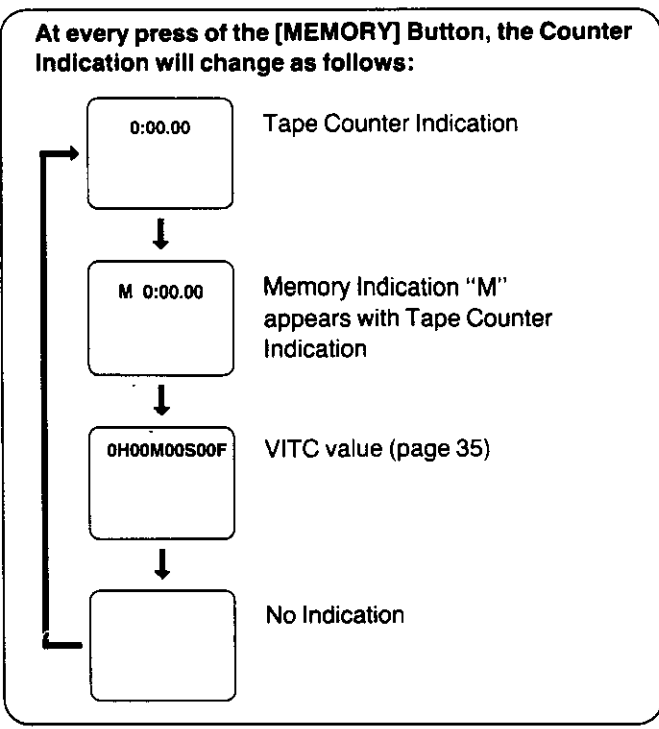 At every press of the [MEMORY] Button, the Counter
Indication will change as follows:
0:00.00
Tape Counter Indication
M 0:00.00
Memory Indication "M"
appears with Tape Counter
Indication
0H00M00S00F
VITC value (page 35)
No Indication